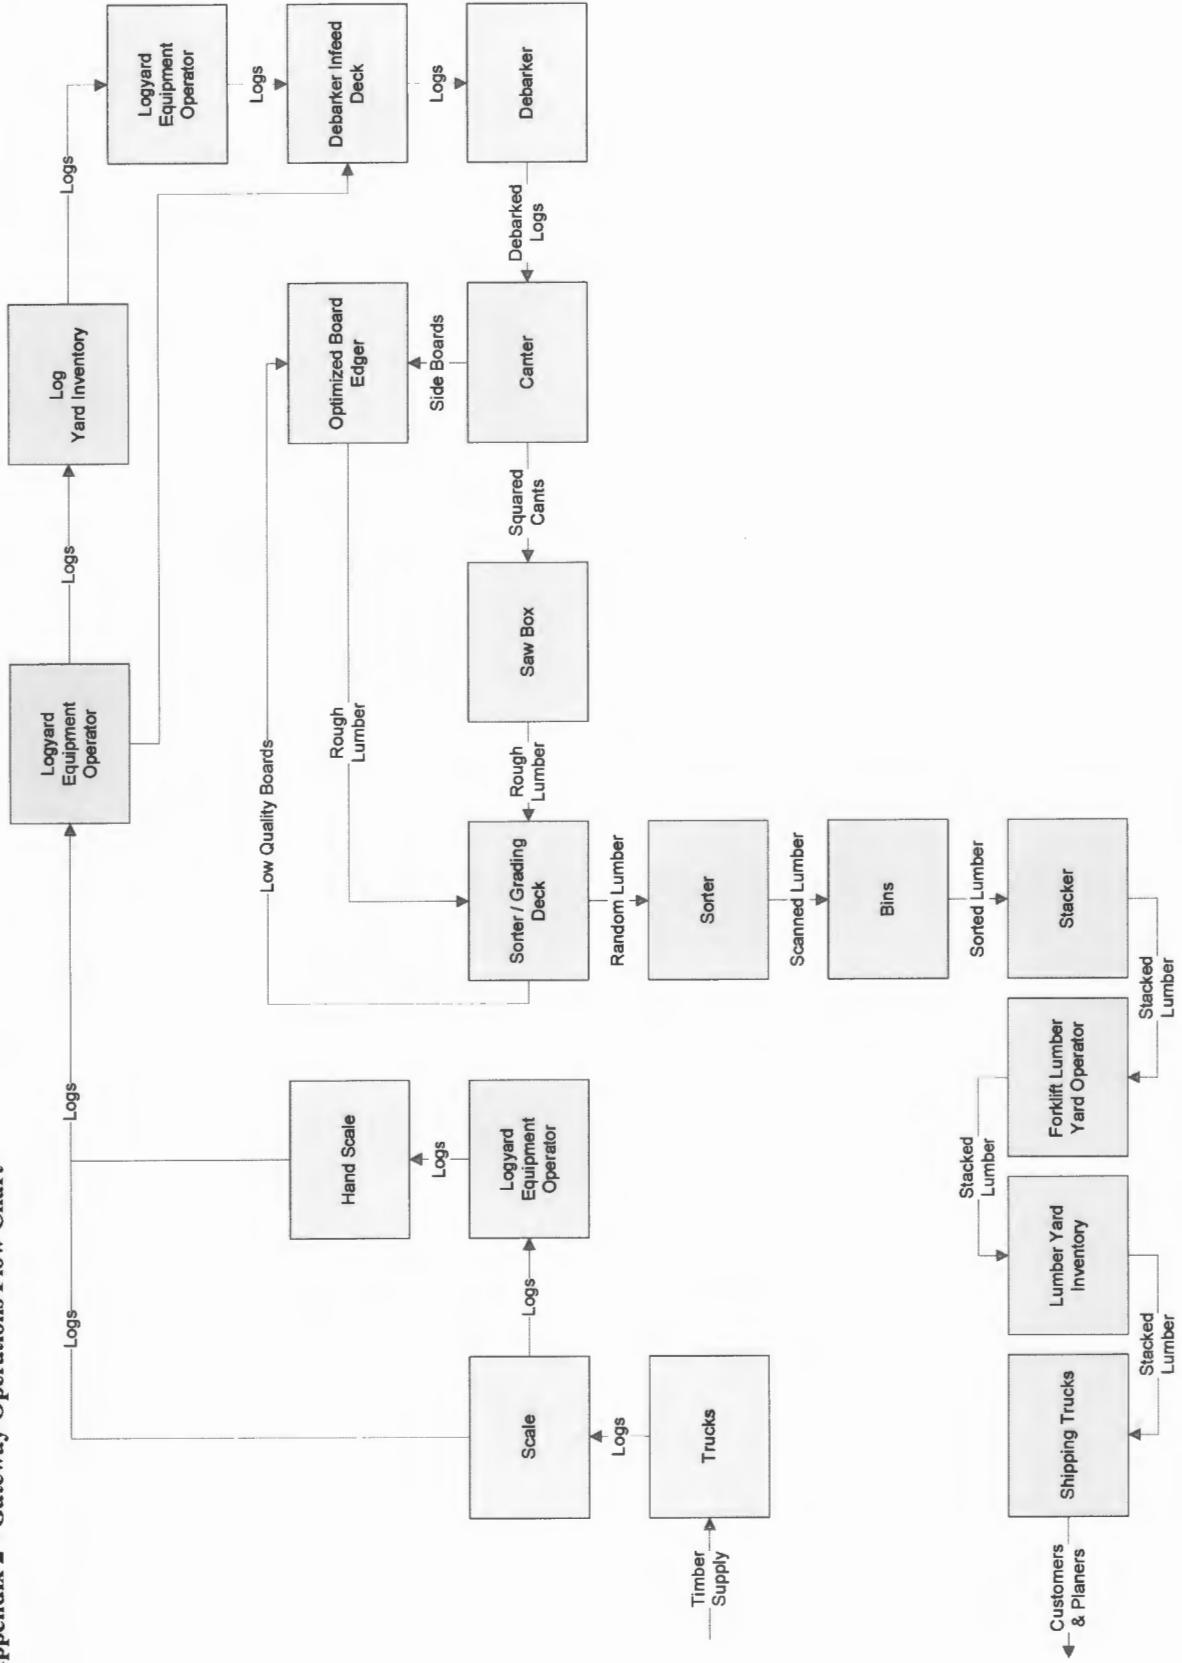 ppendix 2 – Gateway Operations Flow Chart
Logs
Logyard
Equipment
Operator
Logs
Log
Yard Inventory
Logs
Logyard
Equipment
Operator
Logs
Debarker Infeed
Deck
Logs
Debarker
Debarked
Logs
Canter
Side Boards
Optimized Board
Edger
Squared
Cants
Saw Box
Rough
Lumber
Rough
Lumber
Low Quality Boards
Sorter / Grading
Deck
Random Lumber
Sorter
Scanned Lumber
Bins
Sorted Lumber
Stacker
Stacked
Lumber
Forklift Lumber
Yard Operator
Stacked
Lumber
Lumber Yard
Inventory
Stacked
Lumber
Shipping Trucks
Customers
& Planers
Timber
Supply
Trucks
Logs
Scale
Logs
Logyard
Equipment
Operator
Logs
Hand Scale
Logs